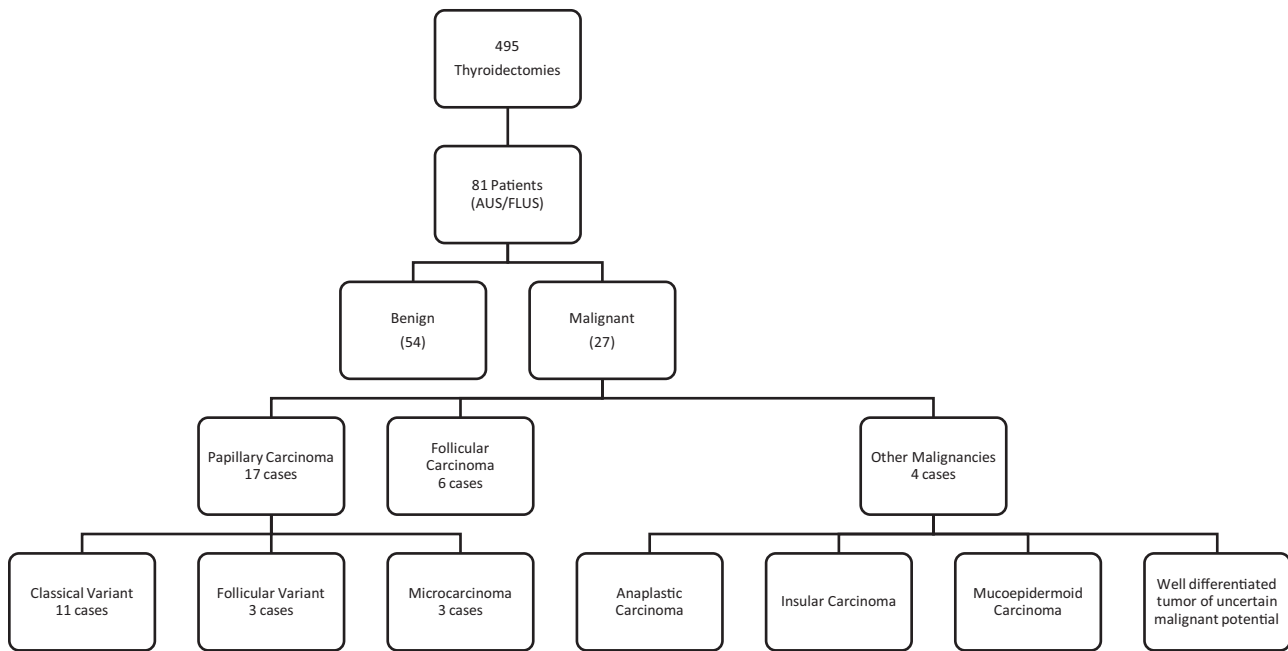 495
Thyroidectomies
81 Patients
(AUS/FLUS)
Benign
(54)
Malignant
(27)
Papillary Carcinoma
17 cases
Follicular
Carcinoma
6 cases
Other Malignancies
4 cases
Classical Variant
11 cases
Follicular Variant
3 cases
Microcarcinoma
3 cases
Anaplastic
Carcinoma
Insular Carcinoma
Mucoepidermoid
Carcinoma
Well differentiated
tumor of uncertain
malignant potential